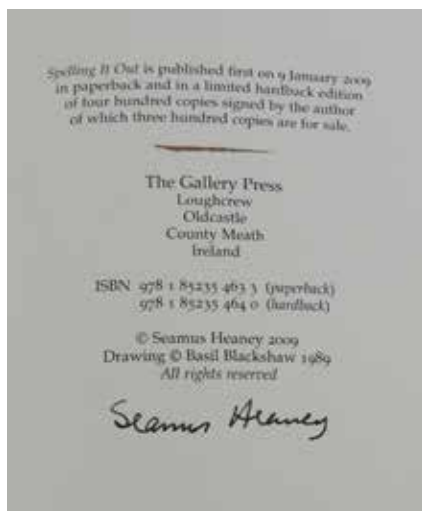 Spelling It Out is published first on 9 January 2009
in paperback and in a limited hardback edition
of four hundred copies signed by the author
of which three hundred copies are for sale.
The Gallery Press
Loughcrew
Oldcastle
County Meath
Ireland
ISBN 978 1 85235 463 3 (paperback)
978 1 85235 464 0 (hardback)
© Seamus Heaney 2009
Drawing © Basil Blackshaw 1989
All rights reserved
Seamus Heaney